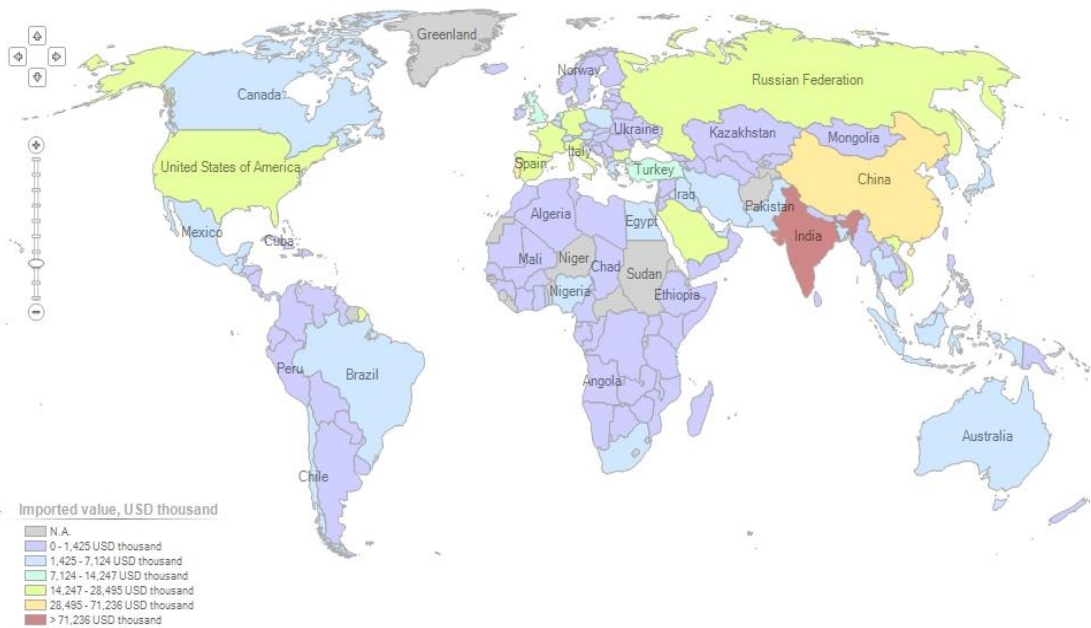 Greenland
Norway
Russian Federation
Canada
Ukraine
Kazakhstan
Mongolia
United States of America
Spain
Italy
Turkey
China
Iraq
Pakistan
Mexico
Cuba
Algeria
Egypt
India
Mali
Niger
Chad
Sudan
Nigeria
Ethiopia
Peru
Brazil
Angola
Australia
Chile
Imported value, USD thousand
N.A.
0 - 1,425 USD thousand
1,425 - 7,124 USD thousand
7,124 - 14,247 USD thousand
14,247 - 28,495 USD thousand
28,495 - 71,236 USD thousand
> 71,236 USD thousand